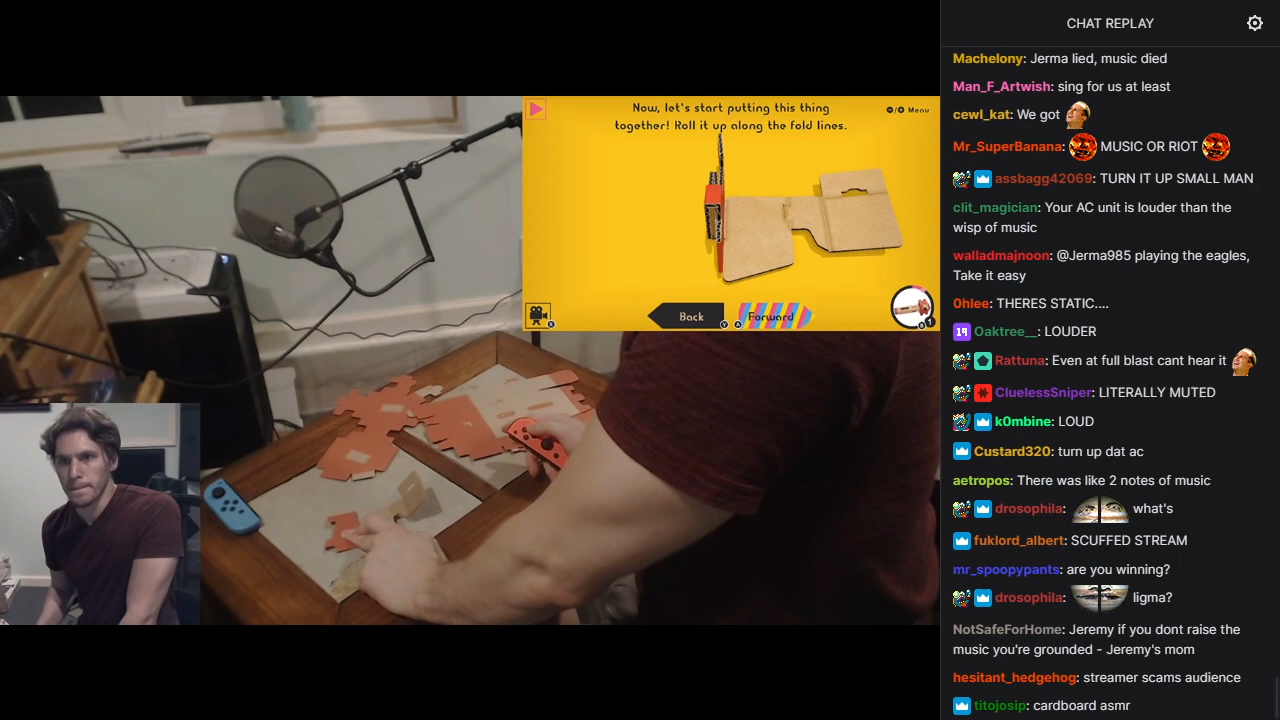 Now, let's start putting this thing
together! Roll it up along the fold lines.
-/+ Menu
Back
Y
A
Forward
X
8
1
CHAT REPLAY
Machelony: Jerma lied, music died
Man_F_Artwish: sing for us at least
cewl_kat: We got
Mr_SuperBanana: MUSIC OR RIOT
assbagg42069: TURN IT UP SMALL MAN
clit_magician: Your AC unit is louder than the
wisp of music
walladmajnoon: @Jerma985 playing the eagles,
Take it easy
0hlee: THERES STATIC....
19 Oaktree__: LOUDER
Rattuna: Even at full blast cant hear it
CluelessSniper: LITERALLY MUTED
k0mbine: LOUD
Custard320: turn up dat ac
aetropos: There was like 2 notes of music
drosophila: what's
fuklord_albert: SCUFFED STREAM
mr_spoopypants: are you winning?
drosophila: ligma?
NotSafeForHome: Jeremy if you dont raise the
music you're grounded - Jeremy's mom
hesitant_hedgehog: streamer scams audience
titojosip: cardboard asmr